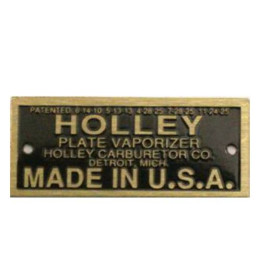 PATENTED
HOLLEY
PLATE VAPORIZER
HOLLEY CARBURETOR CO.
DETROIT, MICH.
MADE IN U.S.A.